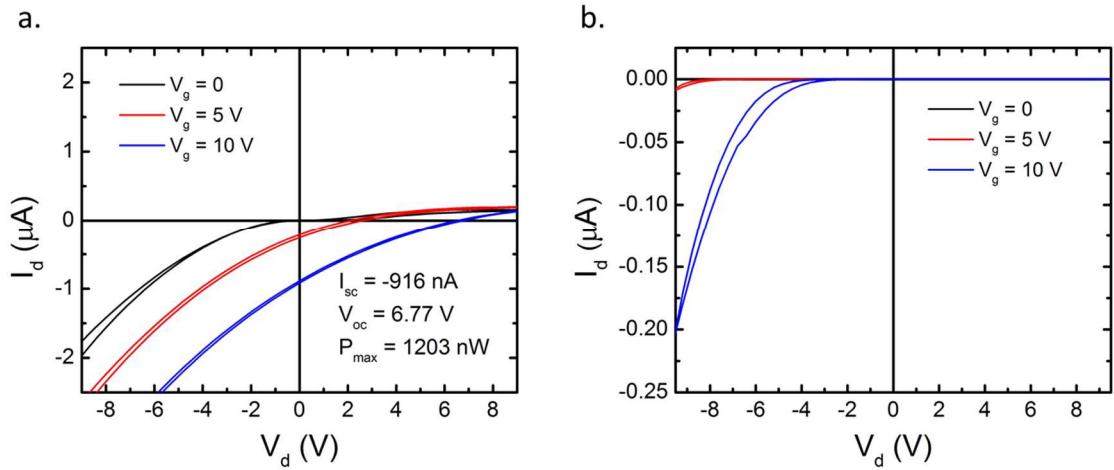 a.
V_g = 0
V_g = 5 V
V_g = 10 V
2
1
0
-1
-2
I_d (μA)
I_sc = -916 nA
V_oc = 6.77 V
P_max = 1203 nW
-8 -6 -4 -2 0 2 4 6 8
V_d (V)
b.
0.00
-0.05
-0.10
-0.15
-0.20
-0.25
I_d (μA)
V_g = 0
V_g = 5 V
V_g = 10 V
-8 -6 -4 -2 0 2 4 6 8
V_d (V)